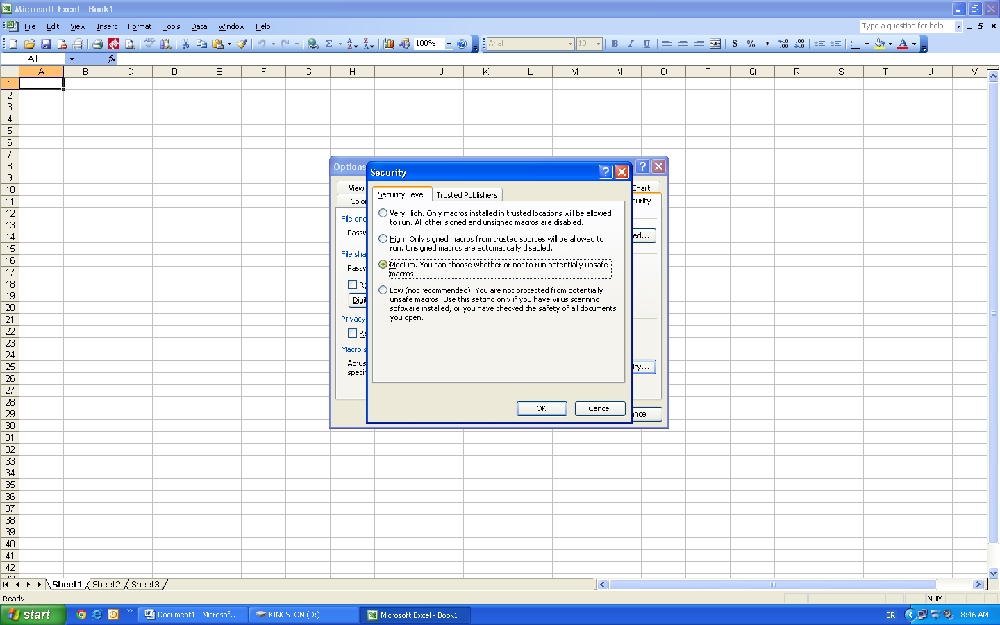 Microsoft Excel - Book1
File Edit View Insert Format Tools Data Window Help
Type a question for help
100%
Arial
10
B I U
$ %
A1
fx
A B C D E F G H I J K L M N O P Q R S T U V
1
2
3
4
5
6
7
8
9
10
11
12
13
14
15
16
17
18
19
20
21
22
23
24
25
26
27
28
29
30
31
32
33
34
35
36
37
38
39
40
41
42
Options
View
Chart
Color
curity
File enc
Passw
ed...
File sha
Passw
Re
Digi
Privacy
Re
Macro s
Adjus
specif
ity...
ancel
Security
Security Level
Trusted Publishers
Very High. Only macros installed in trusted locations will be allowed
to run. All other signed and unsigned macros are disabled.
High. Only signed macros from trusted sources will be allowed to
run. Unsigned macros are automatically disabled.
Medium. You can choose whether or not to run potentially unsafe
macros.
Low (not recommended). You are not protected from potentially
unsafe macros. Use this setting only if you have virus scanning
software installed, or you have checked the safety of all documents
you open.
OK
Cancel
Sheet1 Sheet2 Sheet3
Ready
NUM
start
Document1 - Microsof...
KINGSTON (D:)
Microsoft Excel - Book1
SR
8:46 AM